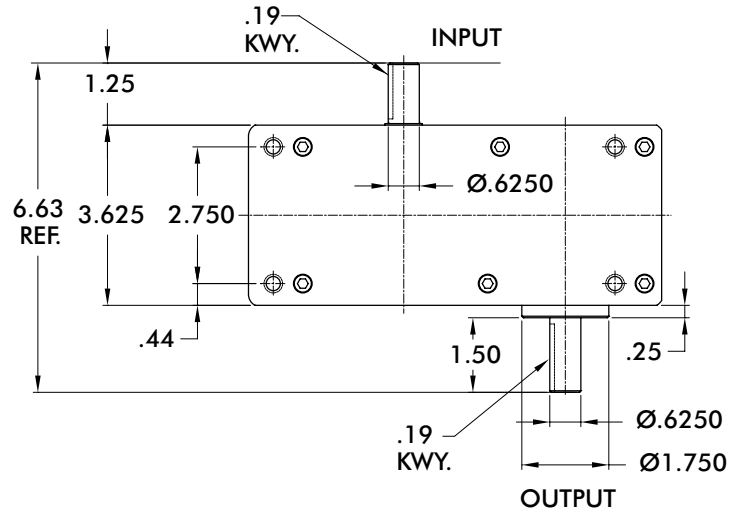 .19
KWY.
INPUT
1.25
Ø.6250
6.63
REF.
3.625
2.750
.44
1.50
.25
.19
KWY.
Ø.6250
Ø1.750
OUTPUT